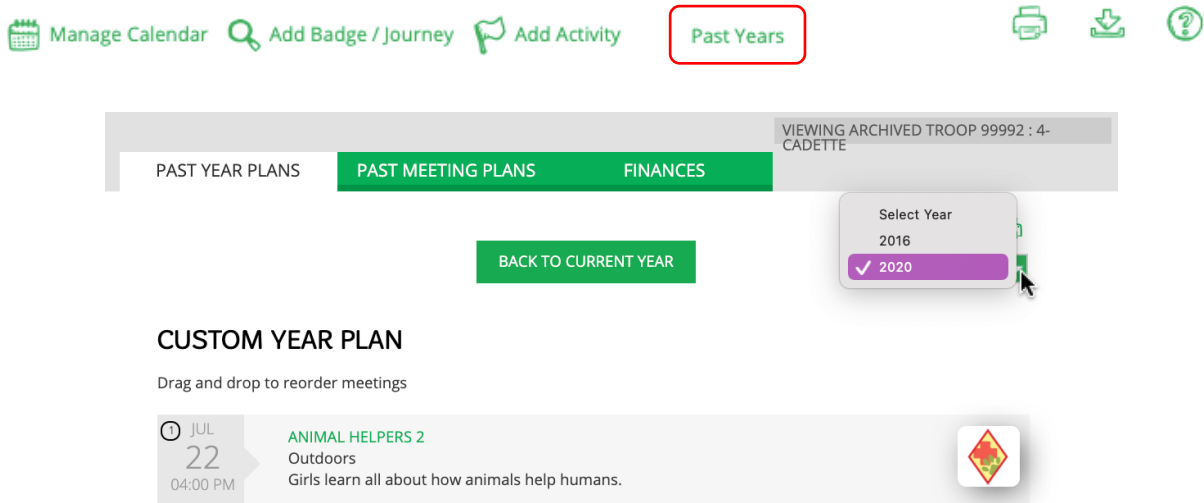 Manage Calendar Add Badge / Journey Add Activity Past Years
VIEWING ARCHIVED TROOP 99992 : 4-
CADETTE
PAST YEAR PLANS PAST MEETING PLANS FINANCES
Select Year
2016
2020
BACK TO CURRENT YEAR
CUSTOM YEAR PLAN
Drag and drop to reorder meetings
1 JUL
22
04:00 PM
ANIMAL HELPERS 2
Outdoors
Girls learn all about how animals help humans.